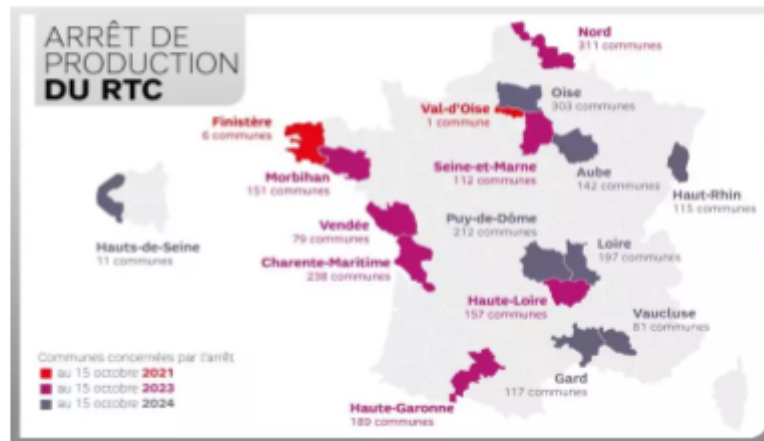 ARRÊT DE
PRODUCTION
DU RTC
Nord
311 communes
Oise
303 communes
Val-d'Oise
1 commune
Finistère
6 communes
Seine-et-Marne
112 communes
Aube
142 communes
Haut-Rhin
115 communes
Morbihan
151 communes
Vendée
79 communes
Puy-de-Dôme
212 communes
Loire
197 communes
Hauts-de-Seine
11 communes
Charente-Maritime
238 communes
Haute-Loire
157 communes
Vaucluse
81 communes
Gard
117 communes
Haute-Garonne
189 communes
Communes concernées par l'arrêt
au 15 octobre 2021
au 15 octobre 2023
au 15 octobre 2024